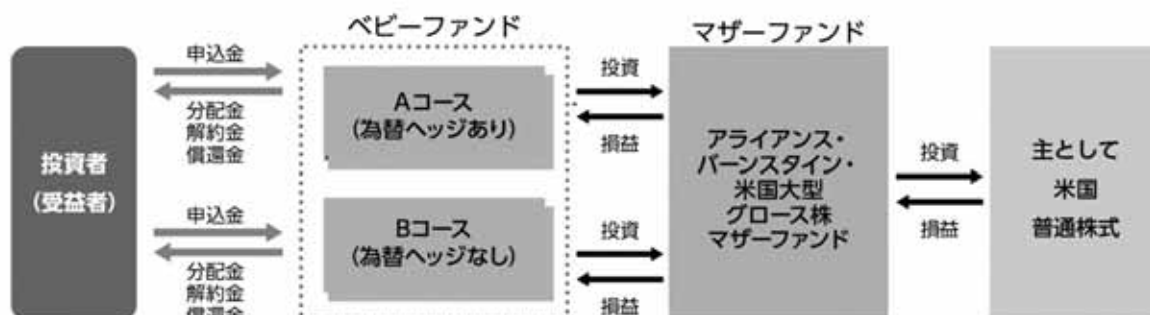 ベビーファンド
マザーファンド
投資者
(受益者)
申込金
分配金
解約金
償還金
申込金
分配金
解約金
償還金
Aコース
(為替ヘッジあり)
Bコース
(為替ヘッジなし)
投資
損益
投資
損益
アライアンス・
バーンスタイン・
米国大型
グロース株
マザーファンド
投資
損益
主として
米国
普通株式